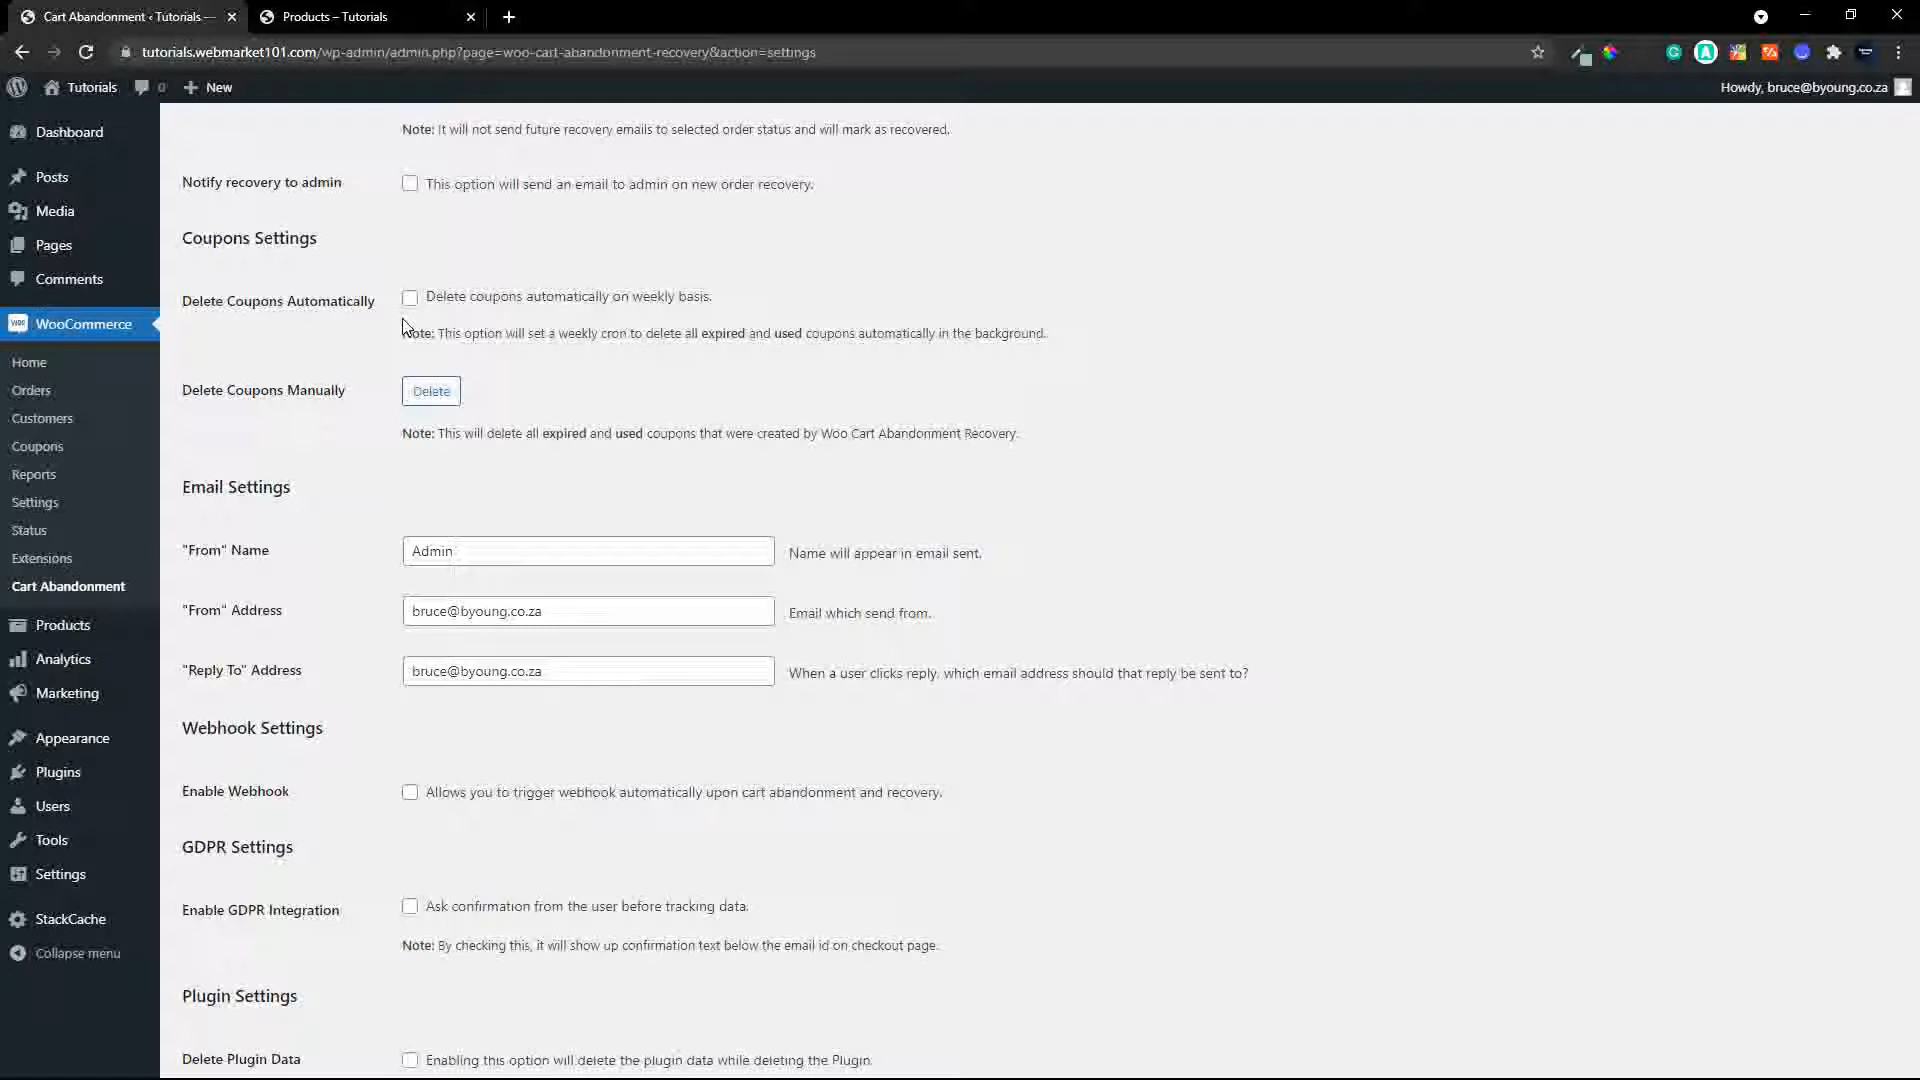 Cart Abandonment ‹ Tutorials —
Products – Tutorials
tutorials.webmarket101.com/wp-admin/admin.php?page=woo-cart-abandonment-recovery&action=settings
Tutorials
0
New
Howdy, bruce@byoung.co.za
Dashboard
Posts
Media
Pages
Comments
WooCommerce
Home
Orders
Customers
Coupons
Reports
Settings
Status
Extensions
Cart Abandonment
Products
Analytics
Marketing
Appearance
Plugins
Users
Tools
Settings
StackCache
Collapse menu
Note: It will not send future recovery emails to selected order status and will mark as recovered.
Notify recovery to admin
This option will send an email to admin on new order recovery.
Coupons Settings
Delete Coupons Automatically
Delete coupons automatically on weekly basis.
Note: This option will set a weekly cron to delete all expired and used coupons automatically in the background.
Delete Coupons Manually
Delete
Note: This will delete all expired and used coupons that were created by Woo Cart Abandonment Recovery.
Email Settings
"From" Name
Admin
Name will appear in email sent.
"From" Address
bruce@byoung.co.za
Email which send from.
"Reply To" Address
bruce@byoung.co.za
When a user clicks reply, which email address should that reply be sent to?
Webhook Settings
Enable Webhook
Allows you to trigger webhook automatically upon cart abandonment and recovery.
GDPR Settings
Enable GDPR Integration
Ask confirmation from the user before tracking data.
Note: By checking this, it will show up confirmation text below the email id on checkout page.
Plugin Settings
Delete Plugin Data
Enabling this option will delete the plugin data while deleting the Plugin.